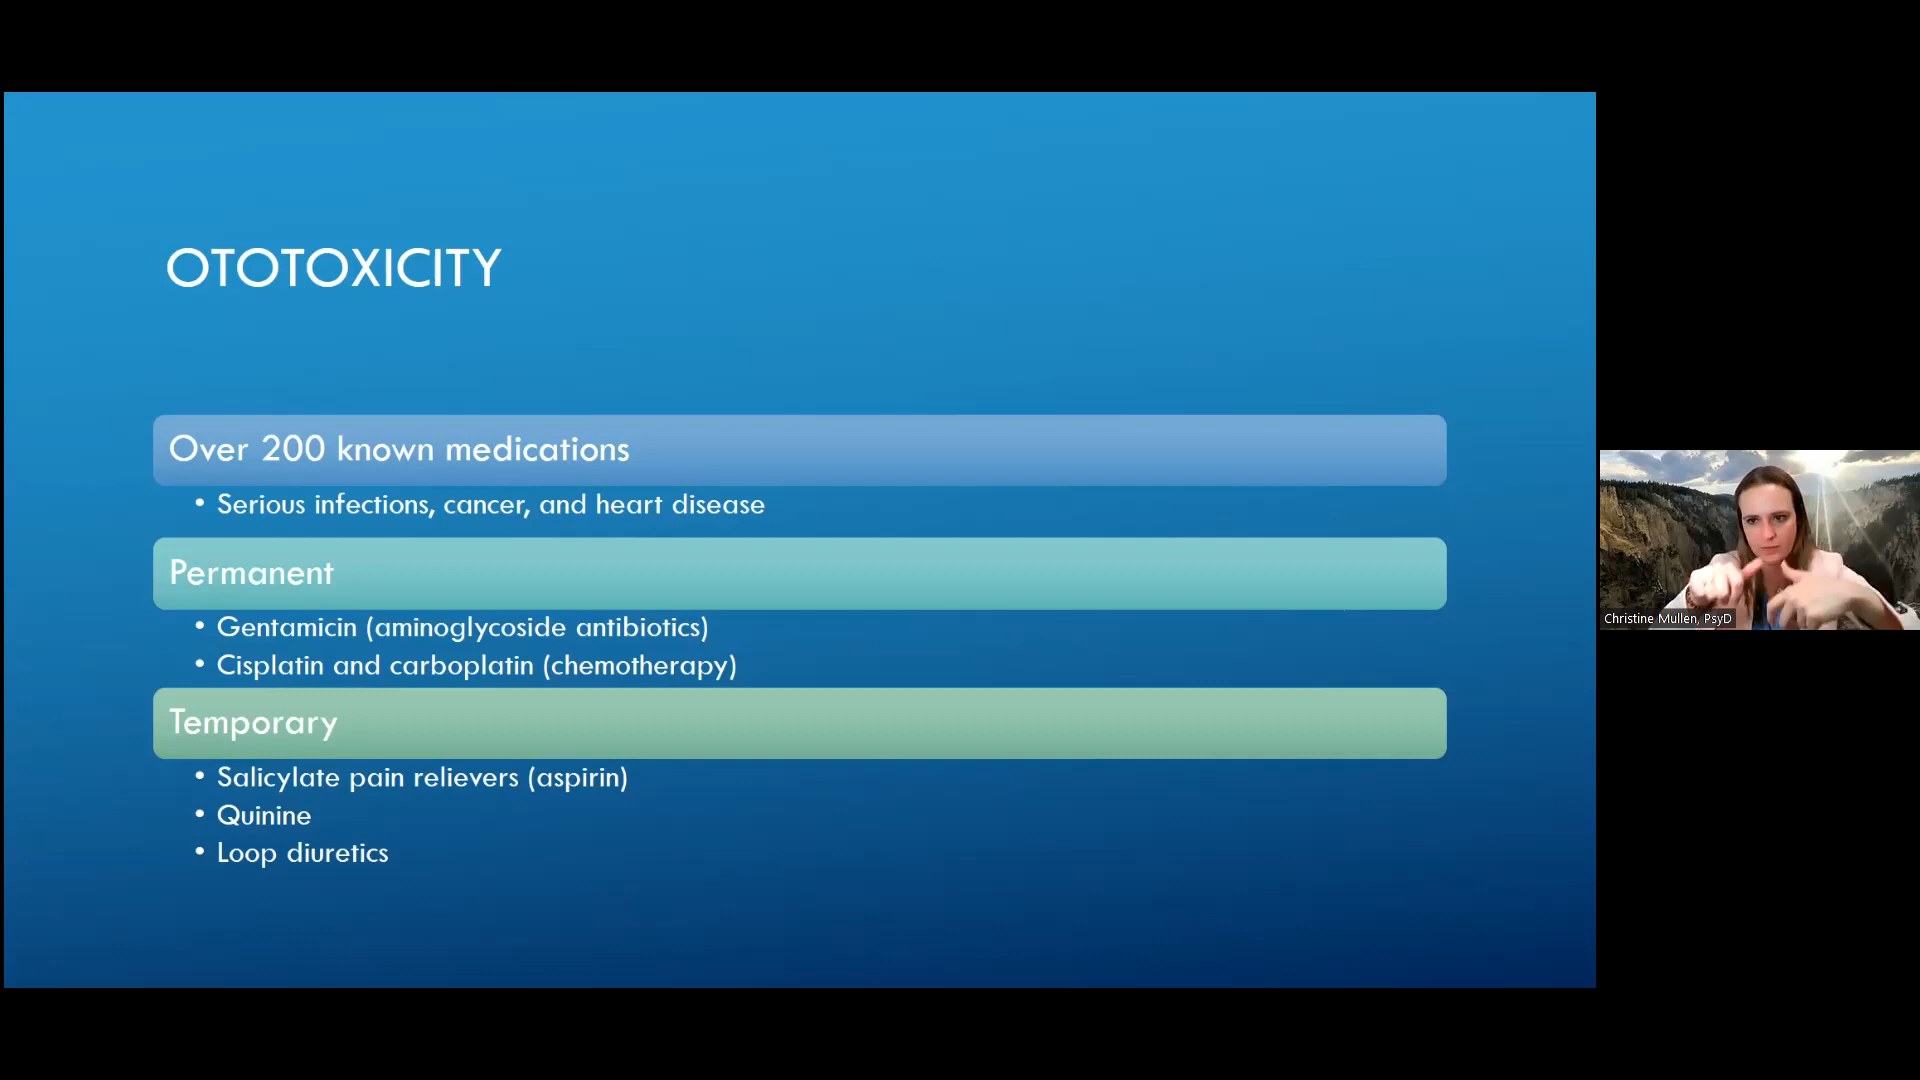 OTOTOXICITY
Over 200 known medications
• Serious infections, cancer, and heart disease
Permanent
• Gentamicin (aminoglycoside antibiotics)
• Cisplatin and carboplatin (chemotherapy)
Temporary
• Salicylate pain relievers (aspirin)
• Quinine
• Loop diuretics
Christine Mullen, PsyD